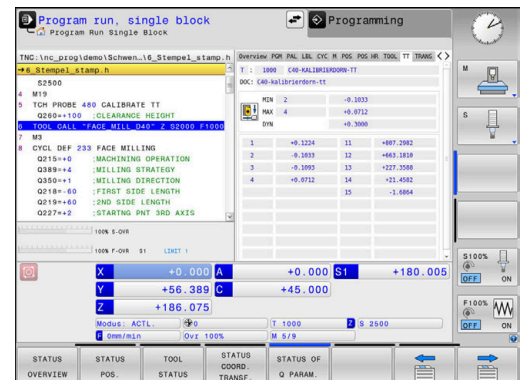 Program run, single block
Program Run Single Block
Programming
TNC:\nc_prog\demo\Schwen…\6_Stempel_stamp.h
→6_Stempel_stamp.h
S2500
4 M19
5 TCH PROBE 480 CALIBRATE TT
Q260=+100 ;CLEARANCE HEIGHT
6 TOOL CALL "FACE_MILL_D40" Z S2000 F1000
7 M3
8 CYCL DEF 233 FACE MILLING
Q215=+0 ;MACHINING OPERATION
Q389=+4 ;MILLING STRATEGY
Q350=+1 ;MILLING DIRECTION
Q218=-60 ;FIRST SIDE LENGTH
Q219=+60 ;2ND SIDE LENGTH
Q227=+2 ;STARTNG PNT 3RD AXIS
Overview PGM PAL LBL CYC M POS POS HR TOOL TT TRANS
T : 1000 C40-KALIBRIERDORN-TT
DOC: C40-kalibrierdorn-tt
MIN 2 -0.1033
MAX 4 +0.0712
DYN +0.3000
1 +0.1224 11 +807.2982
2 -0.1033 12 +663.1810
3 -0.1093 13 +227.3588
4 +0.0712 14 +21.4582
15 -1.6864
100% S-OVR
100% F-OVR S1 LIMIT 1
X +0.000 A +0.000 S1 +180.005
Y +56.389 C +45.000
Z +186.075
Modus: ACTL. 0 T 1000 Z S 2500
F 0mm/min Ovr 100% M 5/9
M
S
S100%
OFF ON
F100%
OFF ON
STATUS OVERVIEW
STATUS POS.
TOOL STATUS
STATUS COORD. TRANSF.
STATUS OF Q PARAM.